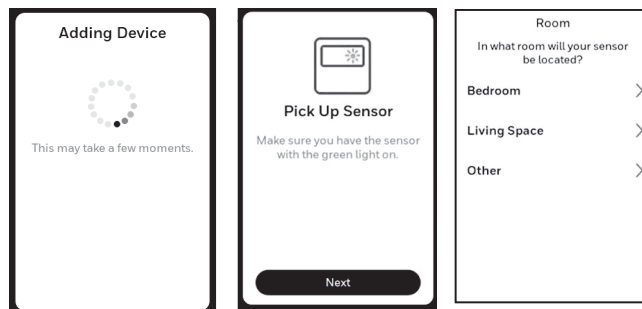 Adding Device
This may take a few moments.
Pick Up Sensor
Make sure you have the sensor
with the green light on.
Next
Room
In what room will your sensor
be located?
Bedroom
Living Space
Other